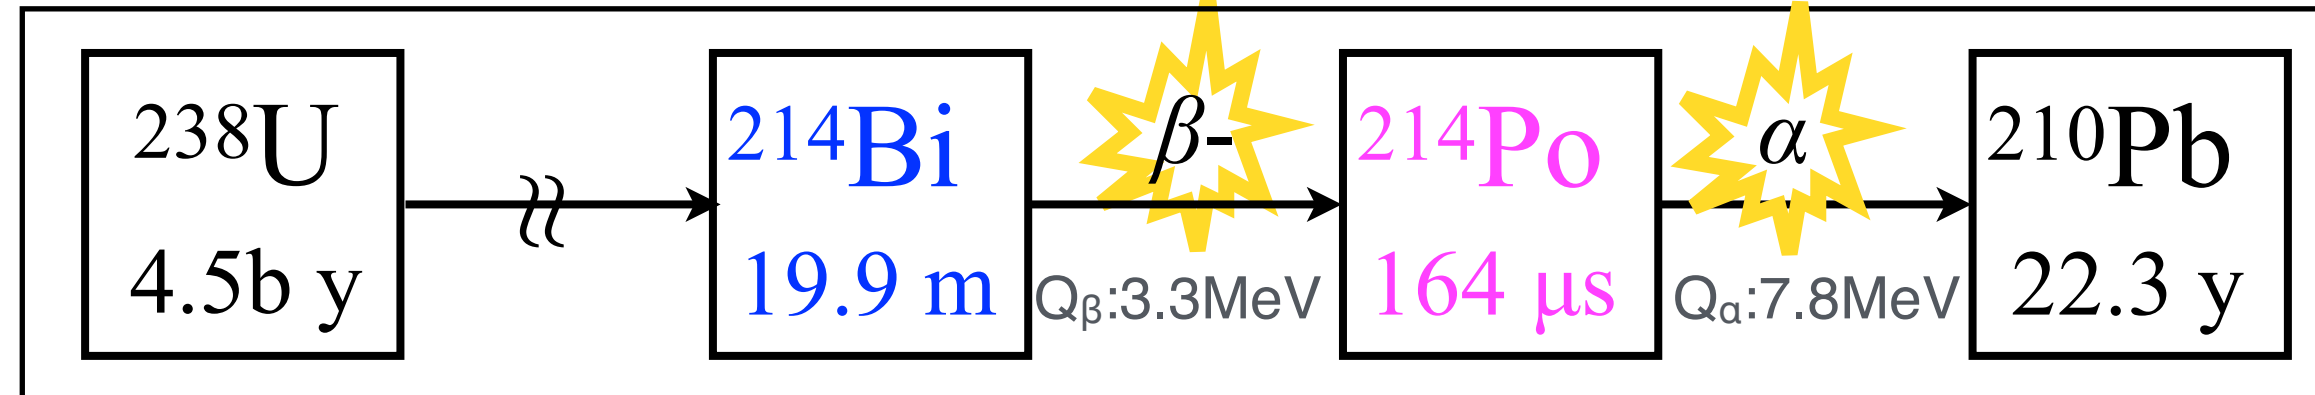 ²³⁸U
4.5b y
²¹⁴Bi
19.9 m
β-
Qᵦ:3.3MeV
²¹⁴Po
164 μs
α
Qα:7.8MeV
²¹⁰Pb
22.3 y